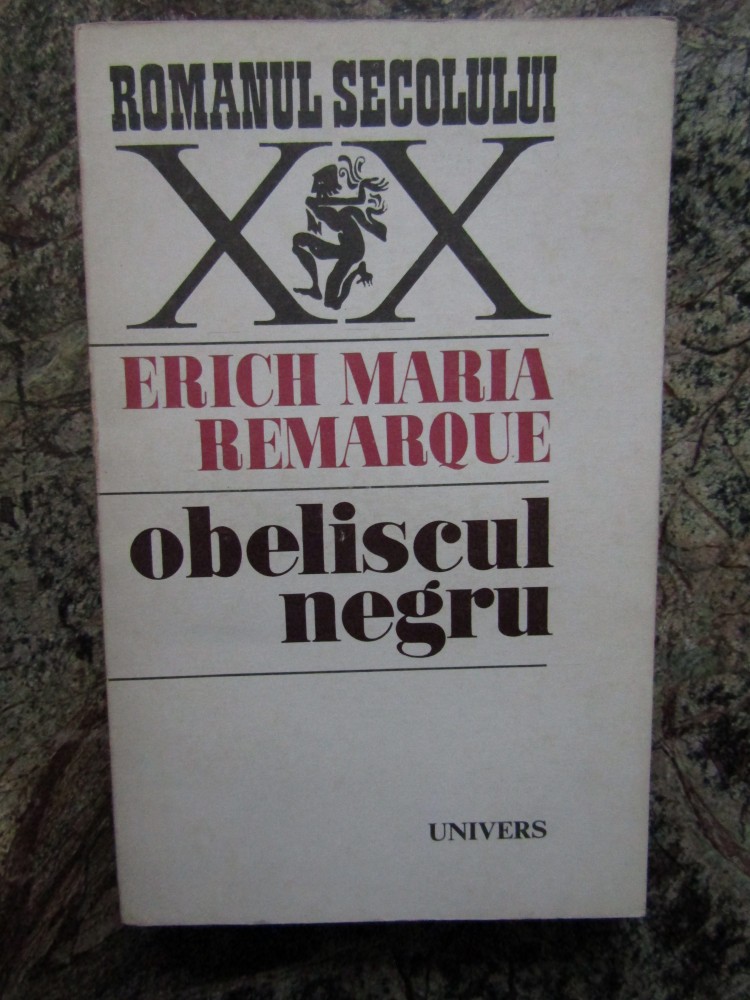 ROMANUL SECOLULUI
XX
ERICH MARIA
REMARQUE
obeliscul
negru
UNIVERS